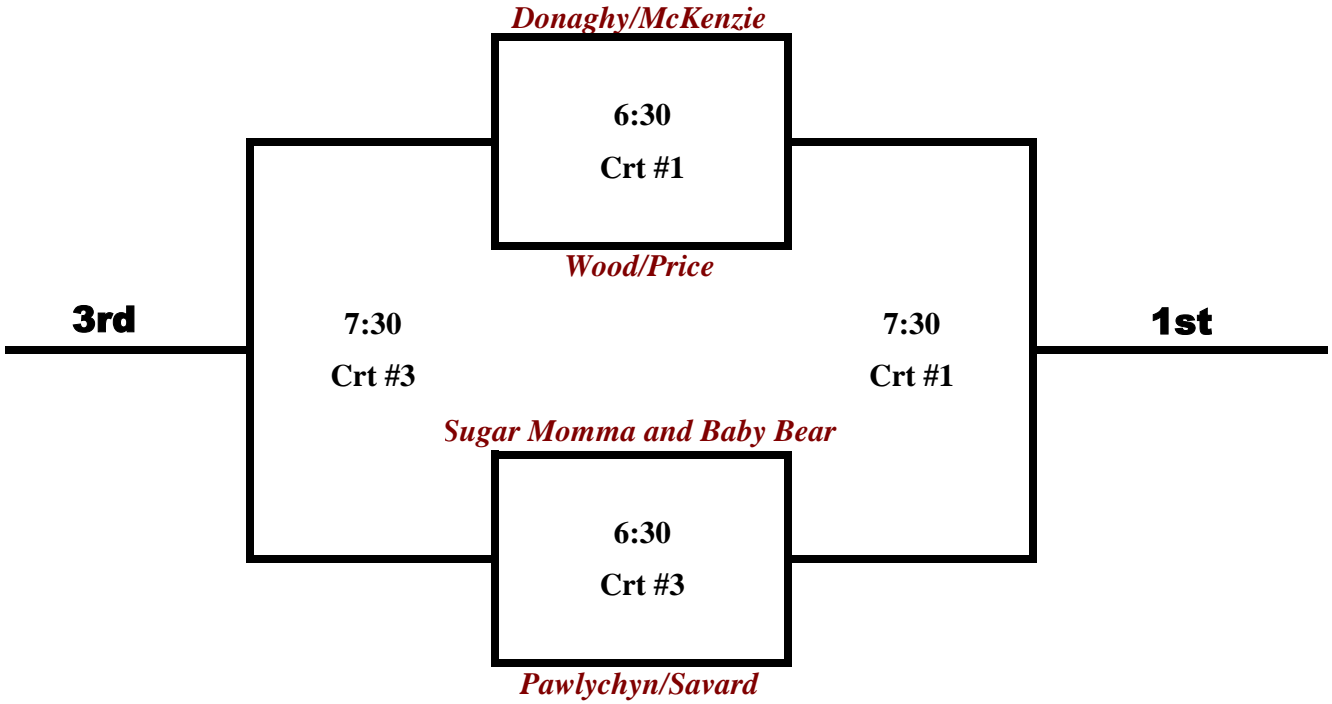 Donaghy/McKenzie
6:30
Crt #1
Wood/Price
3rd
7:30
Crt #3
7:30
Crt #1
1st
Sugar Momma and Baby Bear
6:30
Crt #3
Pawlychyn/Savard